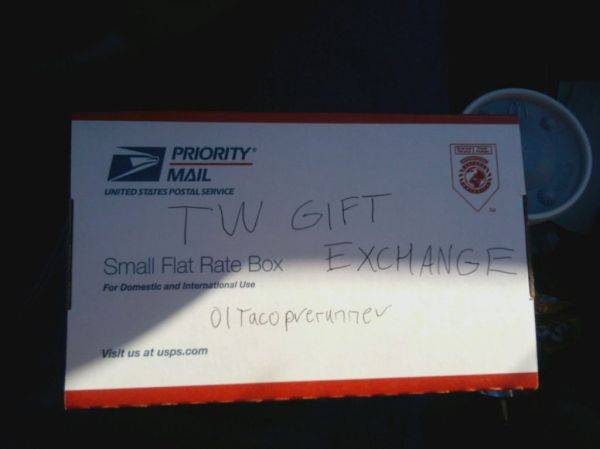 PRIORITY®
MAIL
UNITED STATES POSTAL SERVICE
TW GIFT
EXCHANGE
Small Flat Rate Box
For Domestic and International Use
01Tacoprerunner
Visit us at usps.com